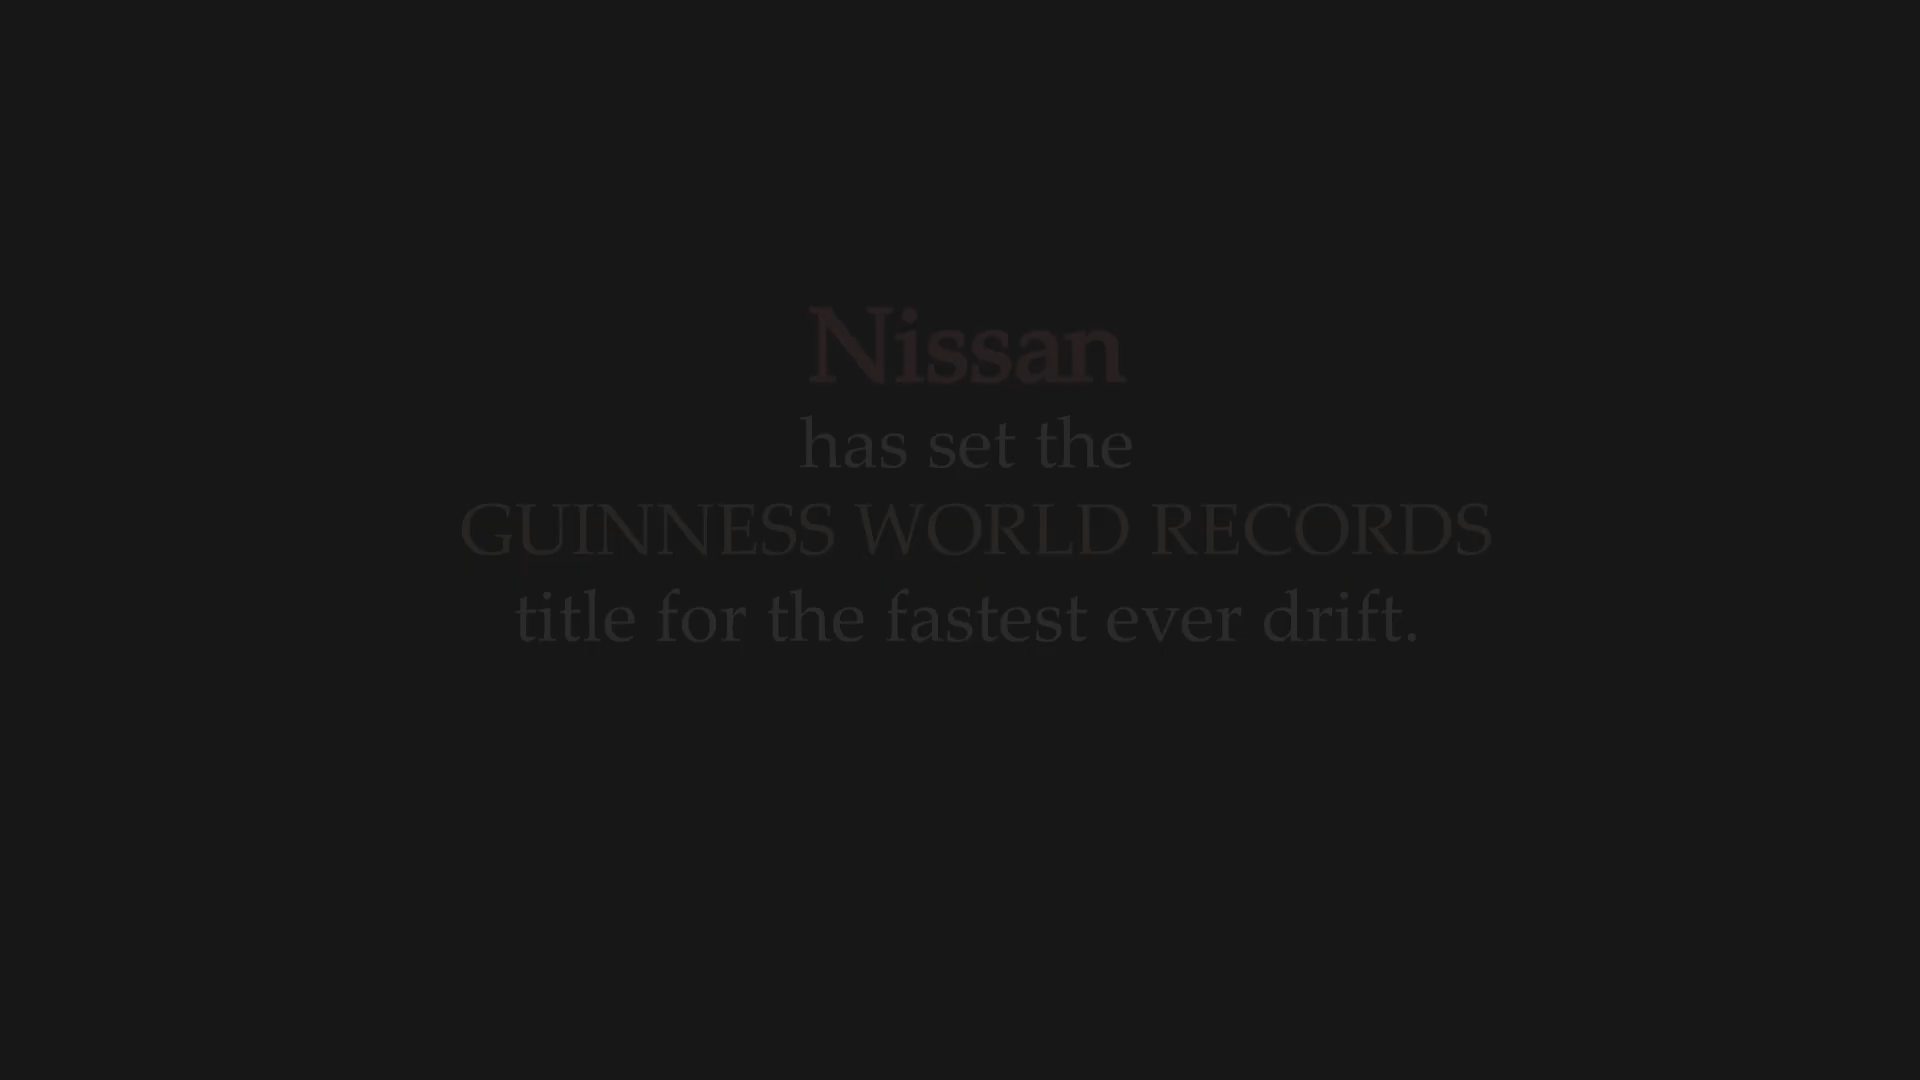 Nissan
has set the
GUINNESS WORLD RECORDS
title for the fastest ever drift.